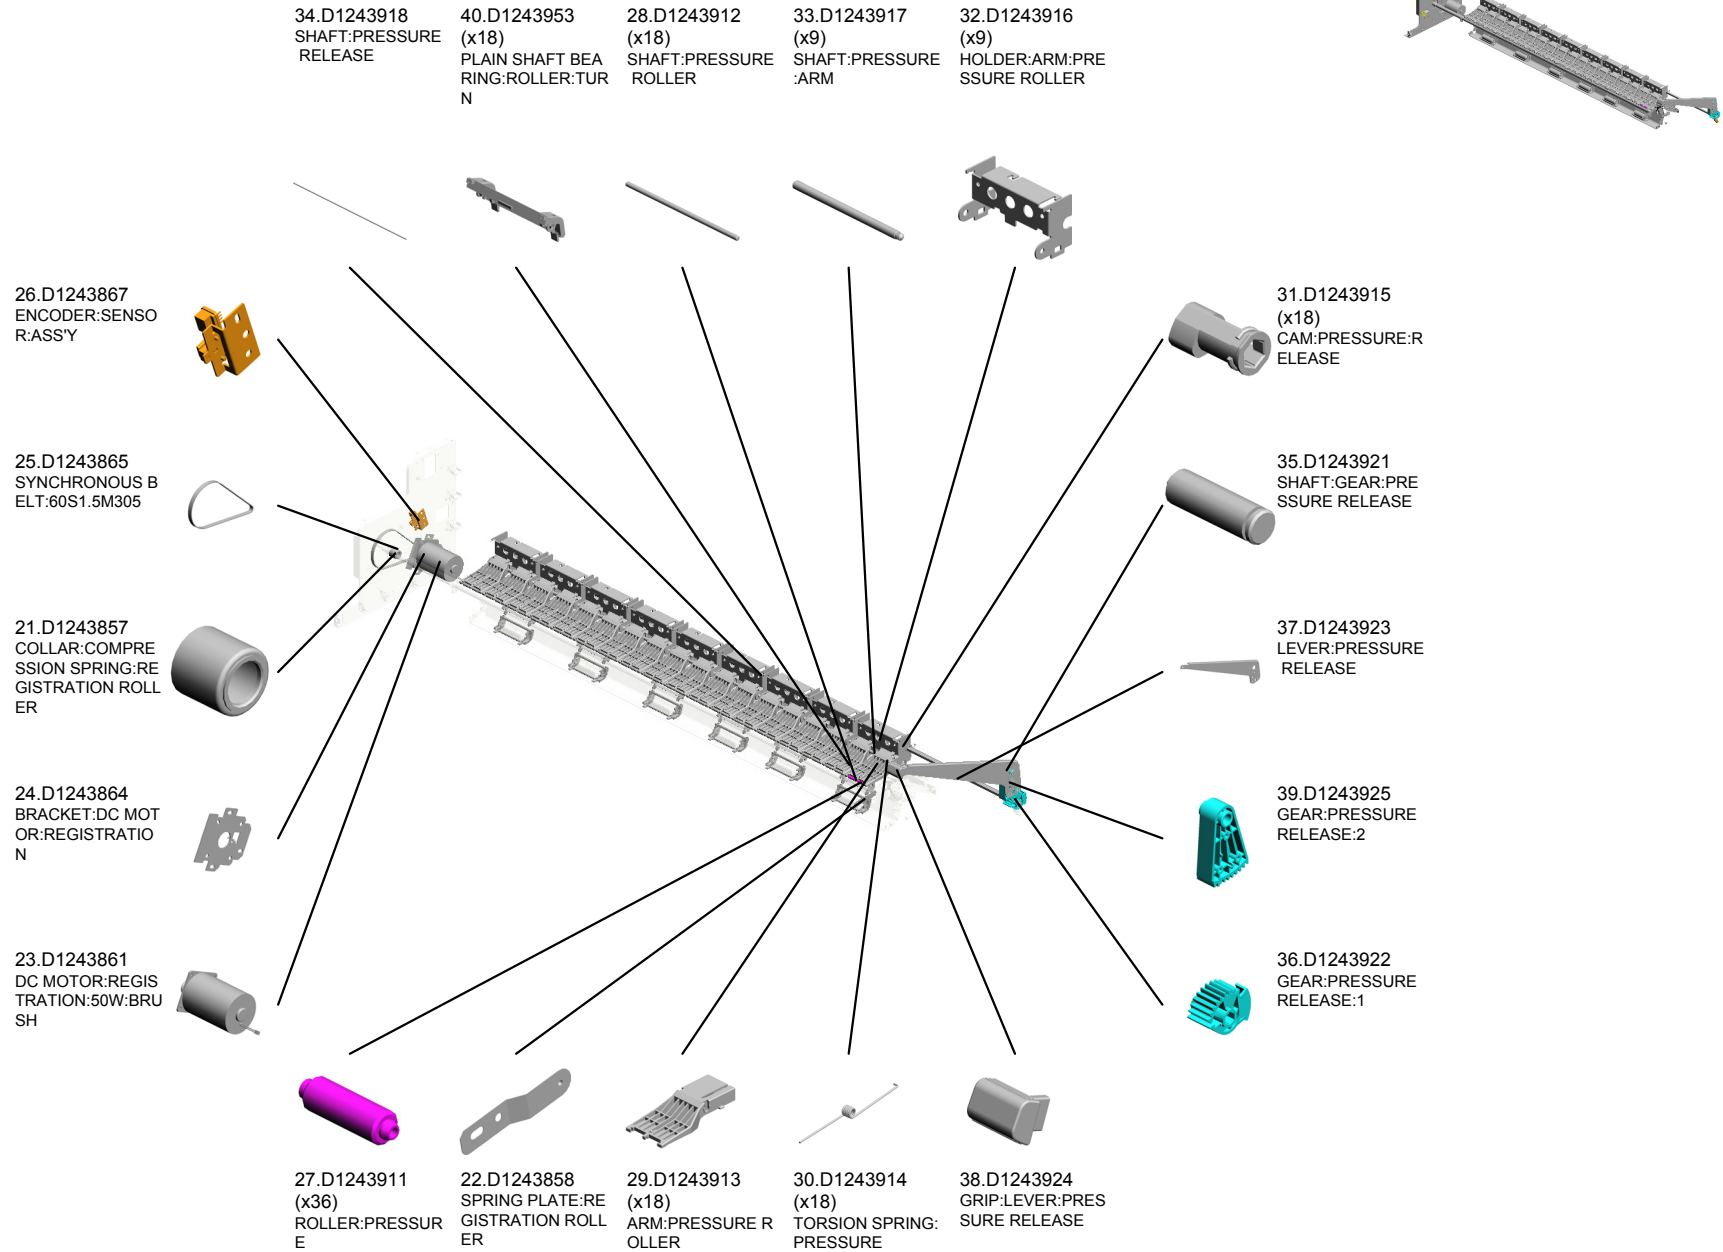 34.D1243918
SHAFT:PRESSURE
RELEASE
40.D1243953
(x18)
PLAIN SHAFT BEA
RING:ROLLER:TUR
N
28.D1243912
(x18)
SHAFT:PRESSURE
ROLLER
33.D1243917
(x9)
SHAFT:PRESSURE
:ARM
32.D1243916
(x9)
HOLDER:ARM:PRE
SSURE ROLLER
26.D1243867
ENCODER:SENSO
R:ASS'Y
31.D1243915
(x18)
CAM:PRESSURE:R
ELEASE
25.D1243865
SYNCHRONOUS B
ELT:60S1.5M305
35.D1243921
SHAFT:GEAR:PRE
SSURE RELEASE
21.D1243857
COLLAR:COMPRE
SSION SPRING:RE
GISTRATION ROLL
ER
37.D1243923
LEVER:PRESSURE
RELEASE
24.D1243864
BRACKET:DC MOT
OR:REGISTRATIO
N
39.D1243925
GEAR:PRESSURE
RELEASE:2
23.D1243861
DC MOTOR:REGIS
TRATION:50W:BRU
SH
36.D1243922
GEAR:PRESSURE
RELEASE:1
27.D1243911
(x36)
ROLLER:PRESSUR
E
22.D1243858
SPRING PLATE:RE
GISTRATION ROLL
ER
29.D1243913
(x18)
ARM:PRESSURE R
OLLER
30.D1243914
(x18)
TORSION SPRING:
PRESSURE
38.D1243924
GRIP:LEVER:PRES
SURE RELEASE